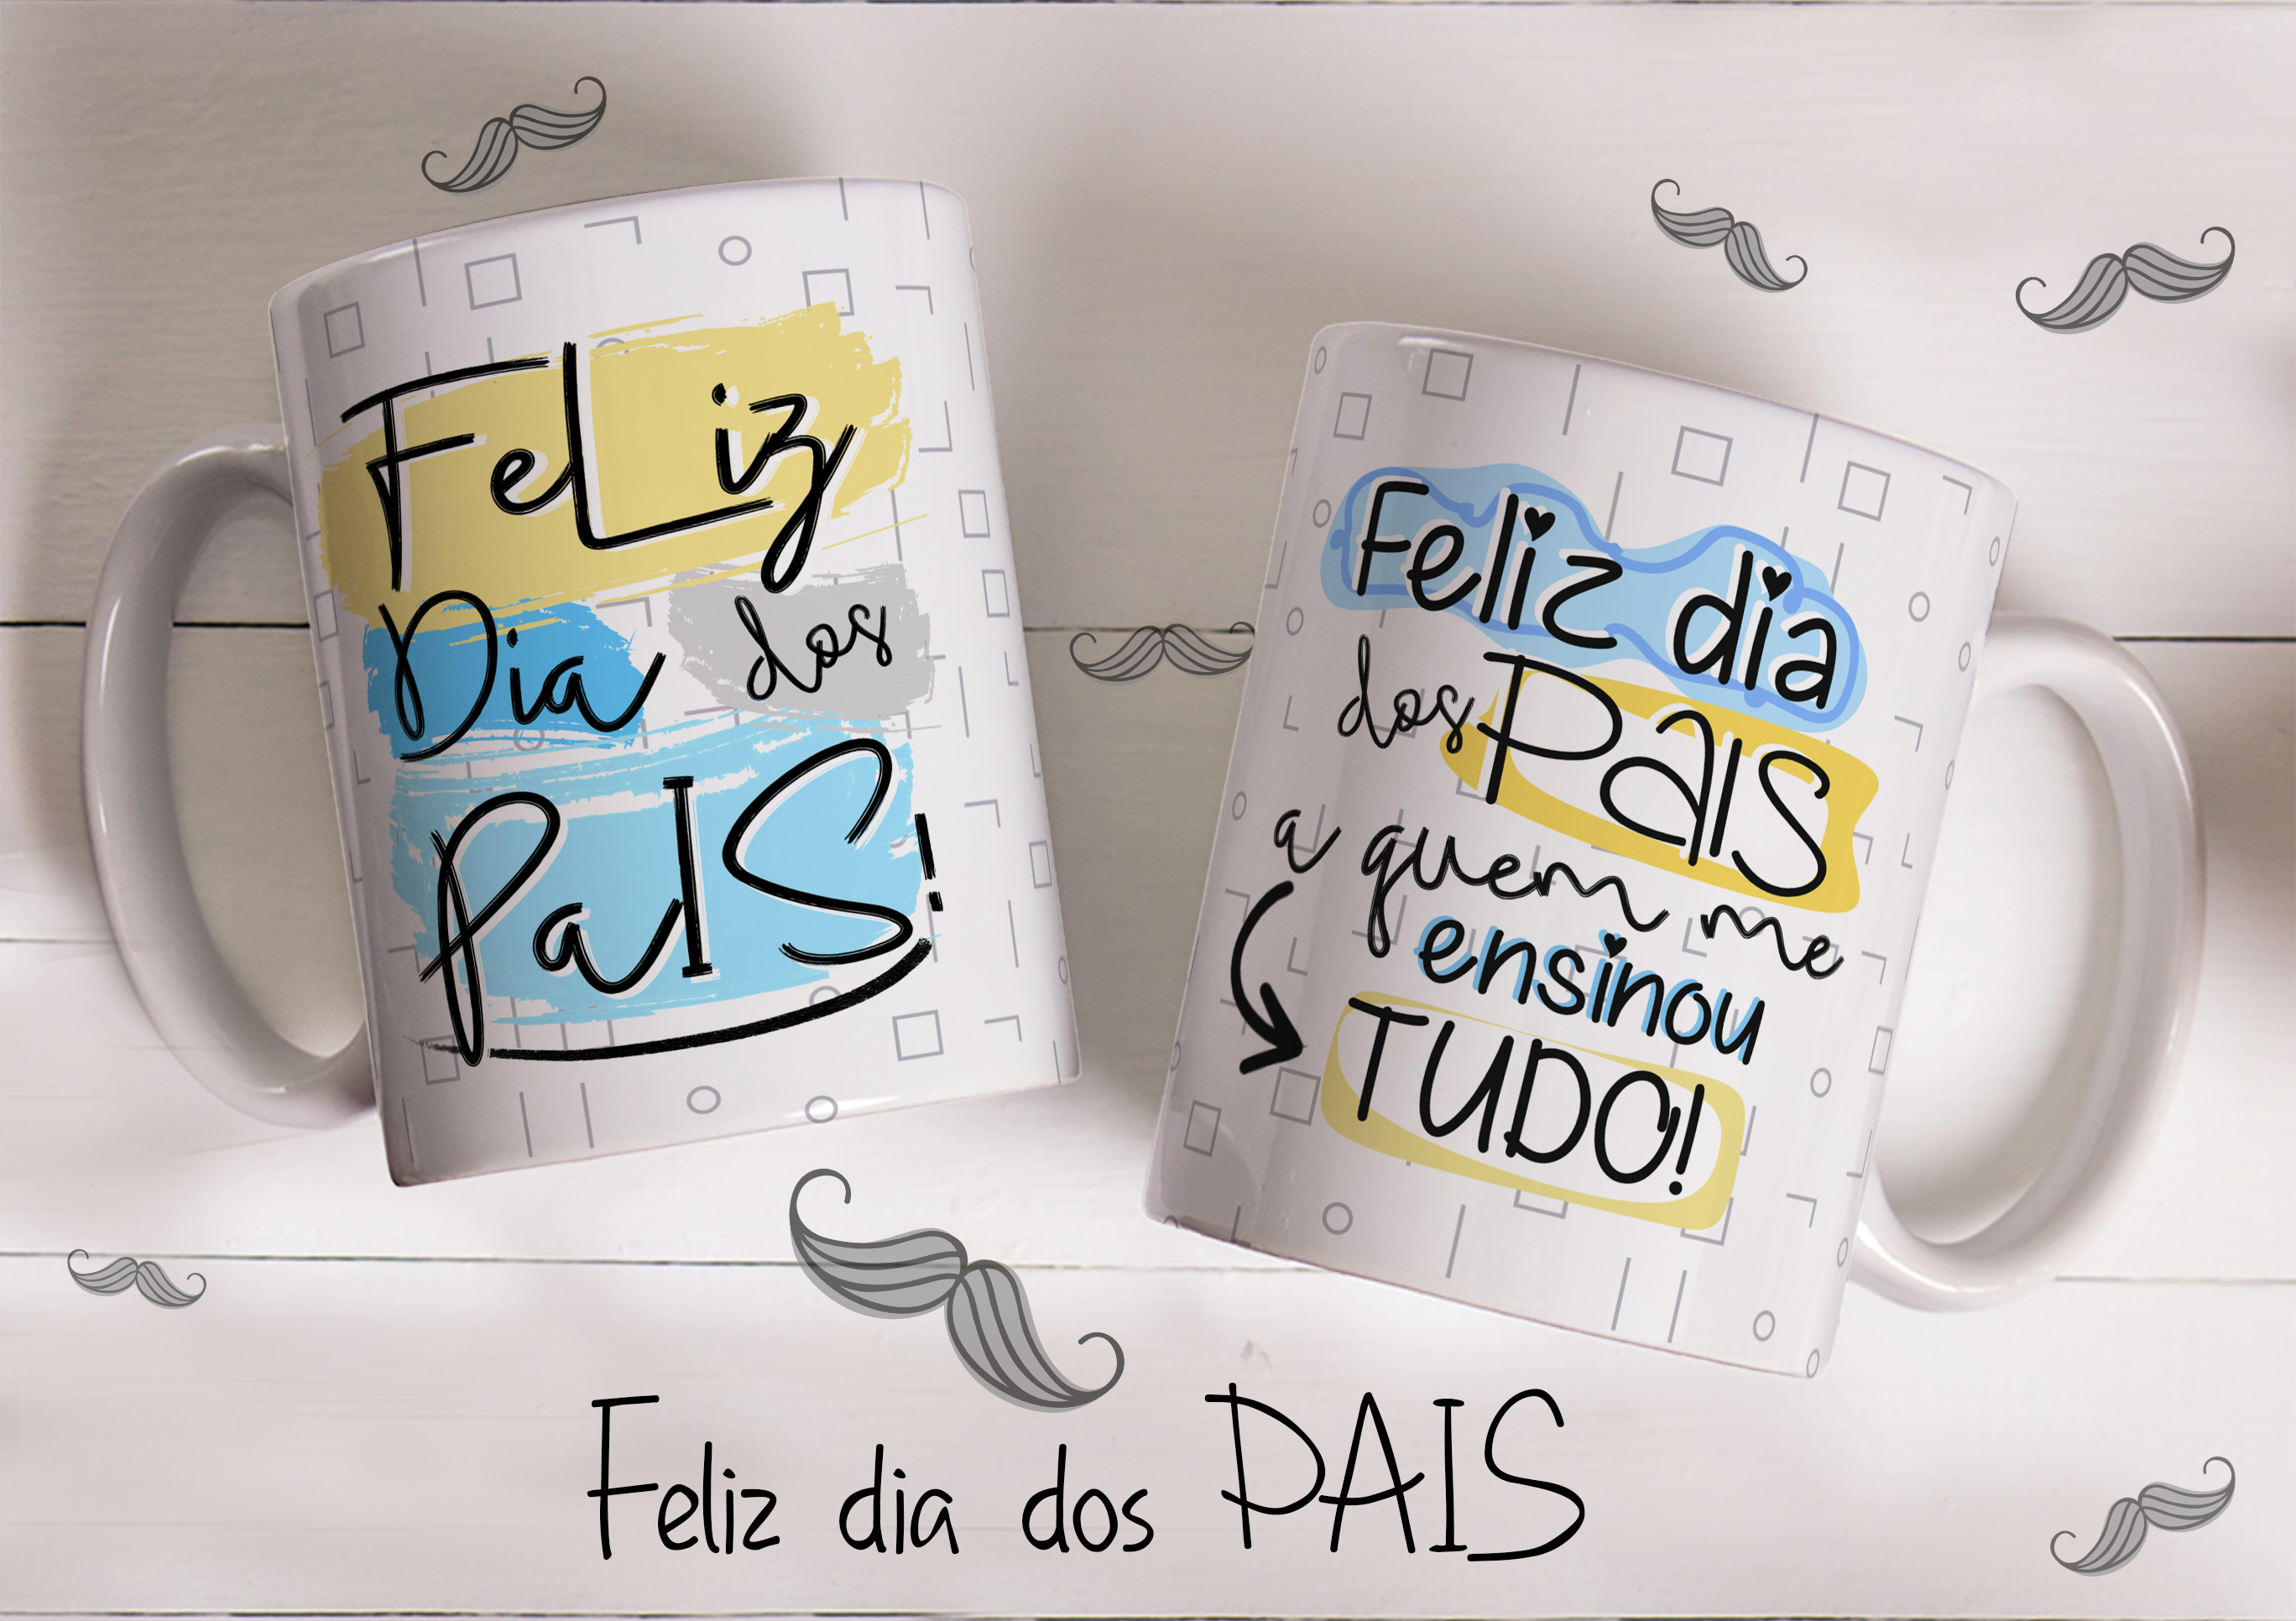 FeLiz
Dia dos
PaIS!
Feliz dia
dos PaIS
a quem me
ensinou
TUDO!
Feliz dia dos PAIS